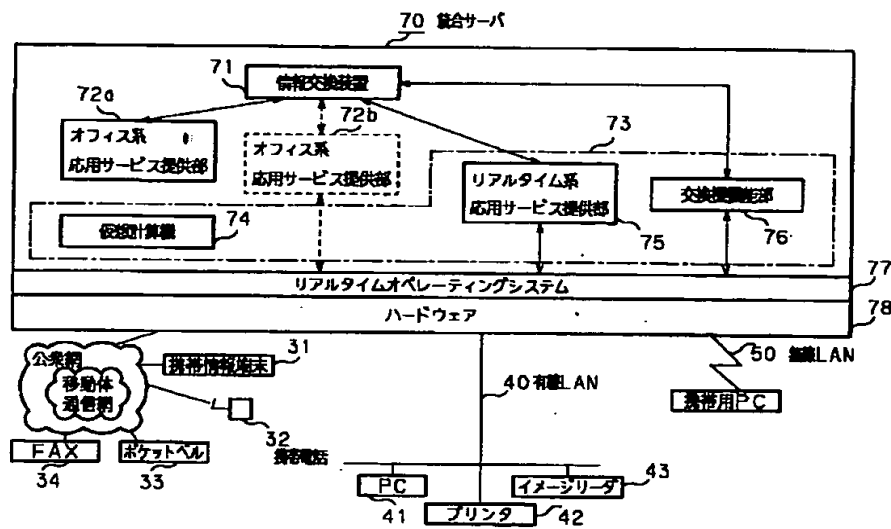 70 統合サーバ
71
情報交換装置
72a
オフィス系
応用サービス提供部
72b
オフィス系
応用サービス提供部
73
リアルタイム系
応用サービス提供部
75
交換機機能部
76
仮想計算機
74
リアルタイムオペレーティングシステム
77
ハードウェア
78
公衆網
移動体
通信網
携帯情報端末
31
32
携帯電話
FAX
34
ポケットベル
33
40有線LAN
50 無線LAN
携帯用PC
PC
41
プリンタ
42
イメージリーダ
43